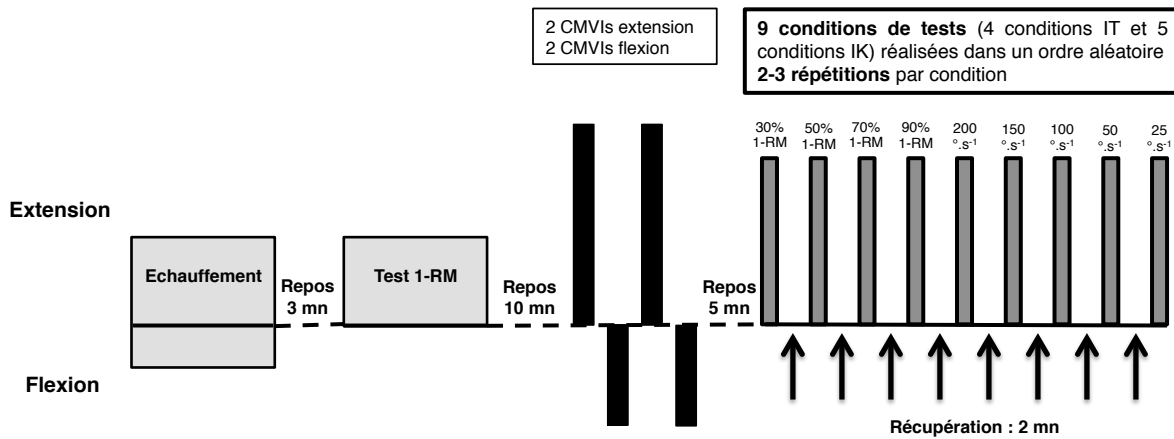 2 CMVIs extension
2 CMVIs flexion
9 conditions de tests (4 conditions IT et 5
conditions IK) réalisées dans un ordre aléatoire
2-3 répétitions par condition
30%
1-RM
50%
1-RM
70%
1-RM
90%
1-RM
200
°.s⁻¹
150
°.s⁻¹
100
°.s⁻¹
50
°.s⁻¹
25
°.s⁻¹
Extension
Echauffement
Repos
3 mn
Test 1-RM
Repos
10 mn
Repos
5 mn
Flexion
Récupération : 2 mn